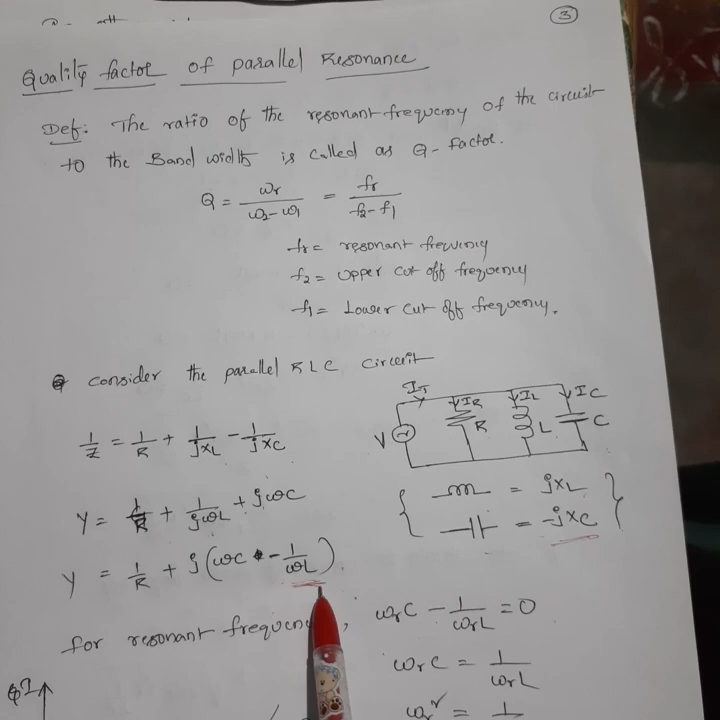 3
Quality factor of parallel Resonance
Def: The ratio of the resonant frequency of the circuit
to the Band width is called as Q-factor.
Q = ωr/(ω2-ω1) = fr/(f2-f1)
fr = resonant frequency
f2 = upper cut off frequency
f1 = Lower cut off frequency.
consider the parallel RLC circuit
IT IR IL IC
V R L C
1/Z = 1/R + 1/jXL - 1/jXC
Y = 1/R + 1/jωL + jωC
{ = jXL
= -jXC }
Y = 1/R + j(ωC - 1/ωL)
for resonant frequency, ωrC - 1/ωrL = 0
ωrC = 1/ωrL